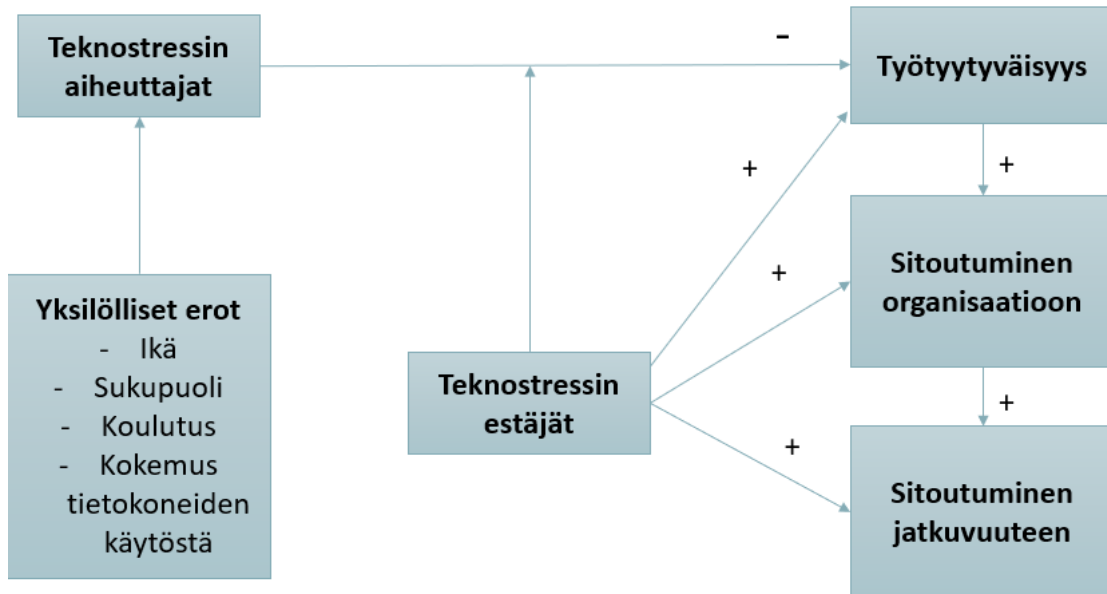 Teknostressin
aiheuttajat
-
Työtyytyväisyys
+
+
Yksilölliset erot
- Ikä
- Sukupuoli
- Koulutus
- Kokemus
tietokoneiden
käytöstä
Teknostressin
estäjät
+
Sitoutuminen
organisaatioon
+
+
Sitoutuminen
jatkuvuuteen